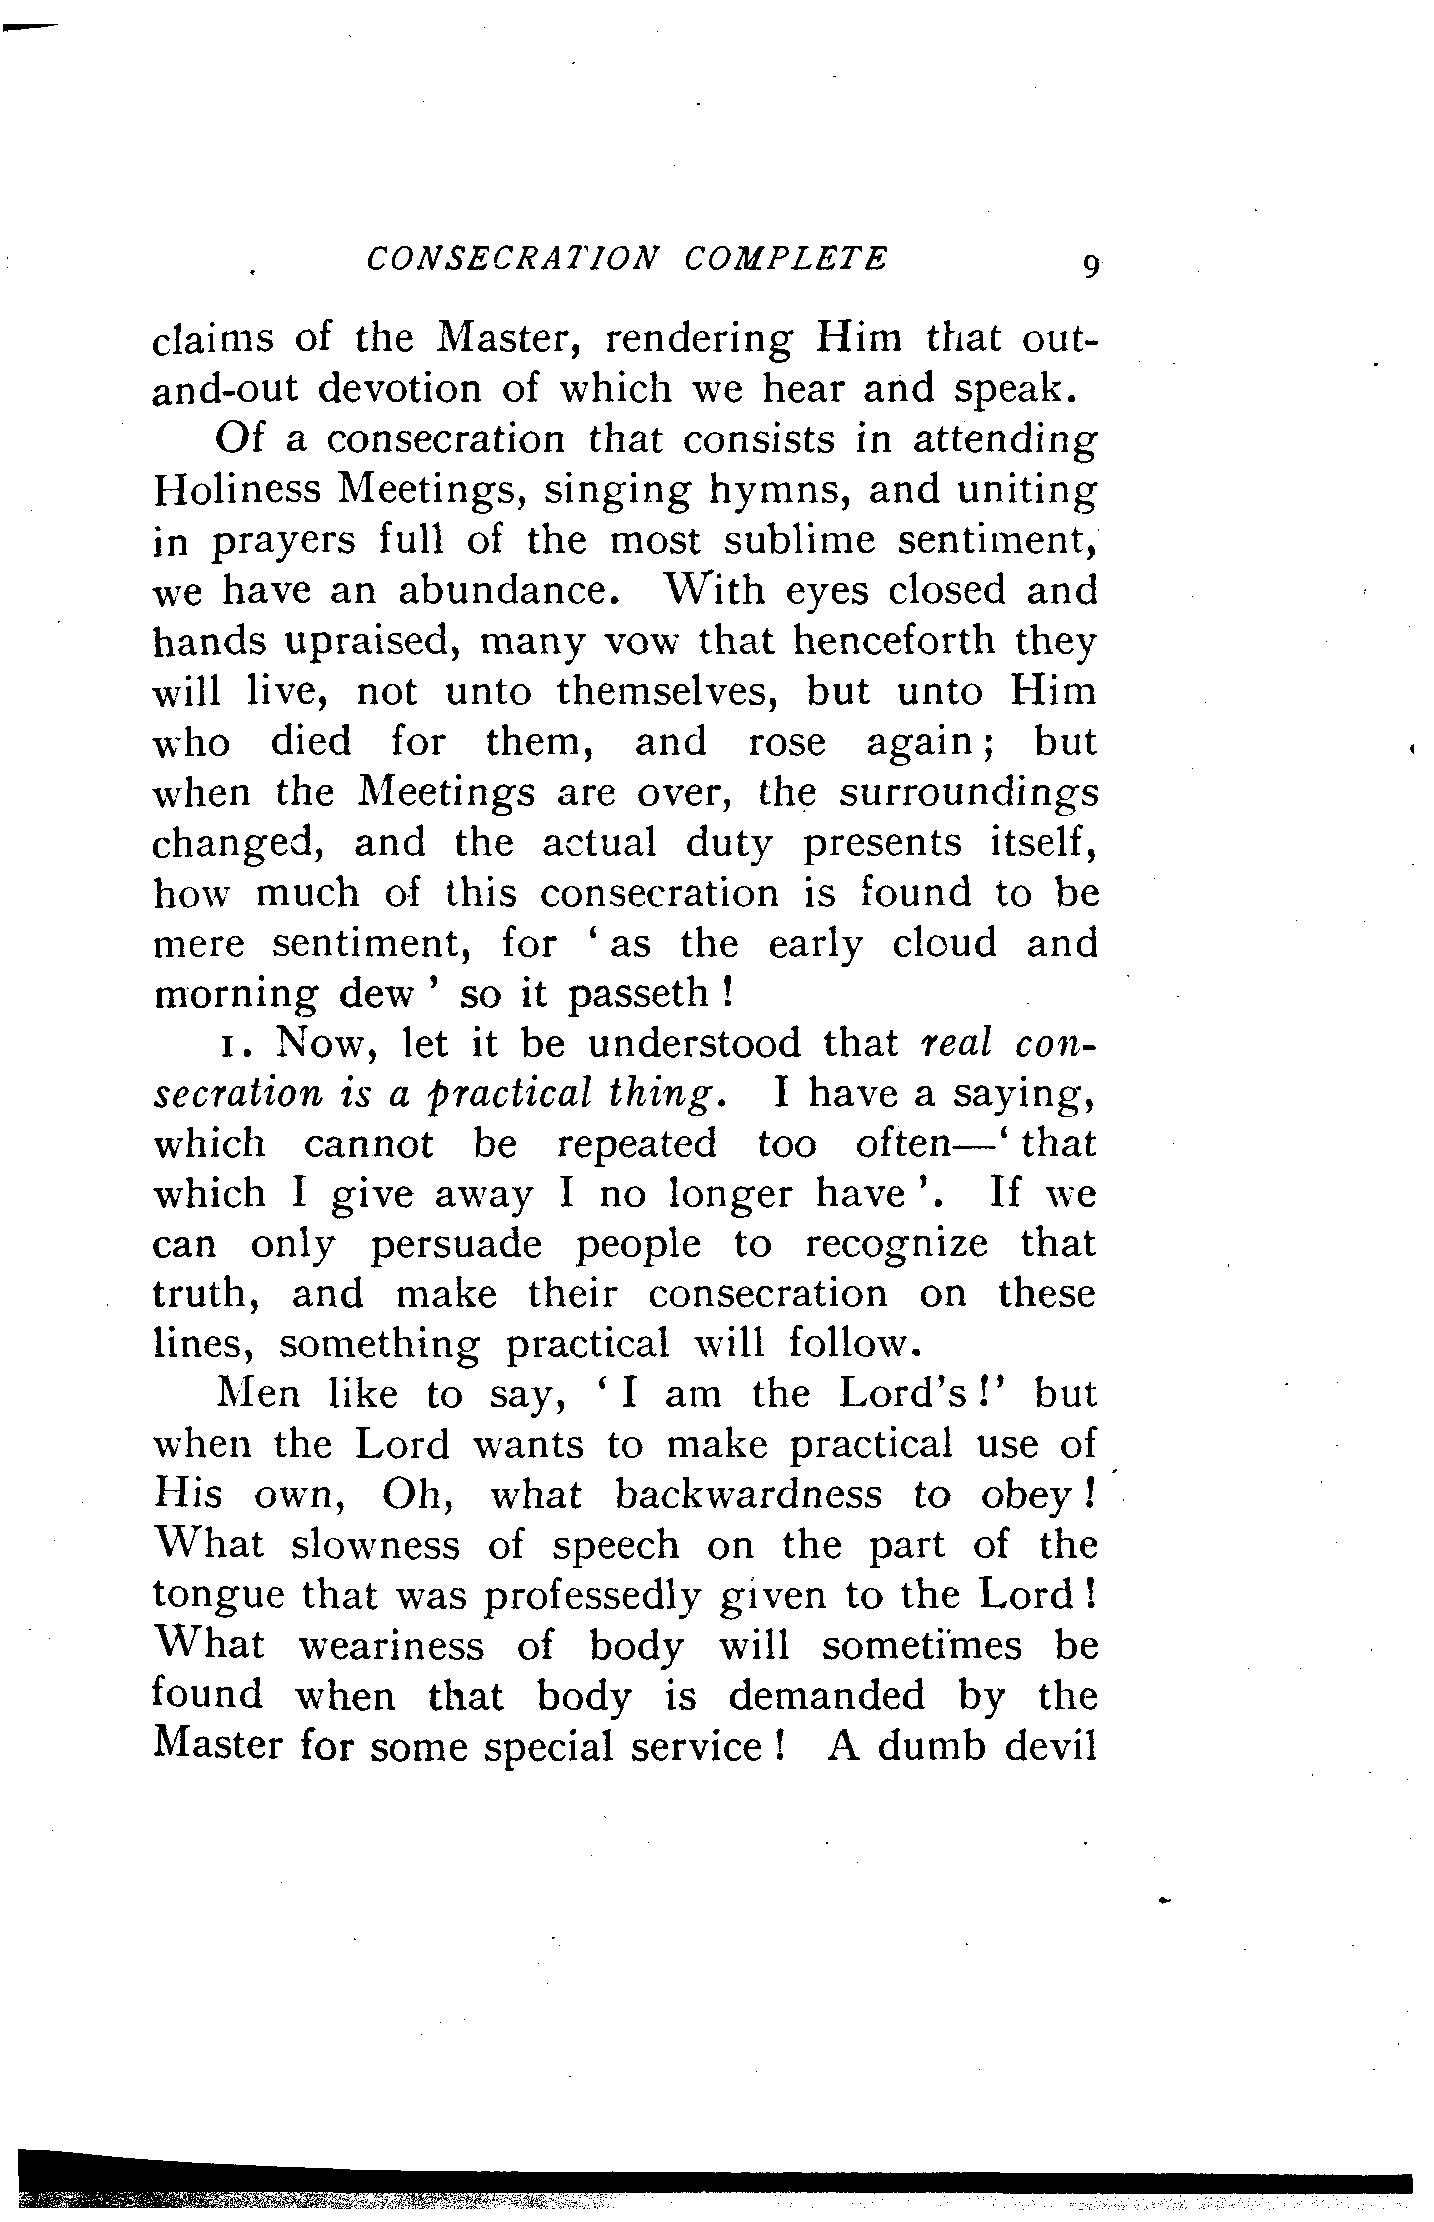 CONSECRATION COMPLETE 9
claims of the Master, rendering Him that out-
and-out devotion of which we hear and speak.
Of a consecration that consists in attending
Holiness Meetings, singing hymns, and uniting
in prayers full of the most sublime sentiment,
we have an abundance. With eyes closed and
hands upraised, many vow that henceforth they
will live, not unto themselves, but unto Him
who died for them, and rose again; but
when the Meetings are over, the surroundings
changed, and the actual duty presents itself,
how much of this consecration is found to be
mere sentiment, for ‘as the early cloud and
morning dew’ so it passeth!
1. Now, let it be understood that real con-
secration is a practical thing. I have a saying,
which cannot be repeated too often—‘that
which I give away I no longer have’. If we
can only persuade people to recognize that
truth, and make their consecration on these
lines, something practical will follow.
Men like to say, ‘I am the Lord's!’ but
when the Lord wants to make practical use of
His own, Oh, what backwardness to obey!
What slowness of speech on the part of the
tongue that was professedly given to the Lord!
What weariness of body will sometimes be
found when that body is demanded by the
Master for some special service! A dumb devil